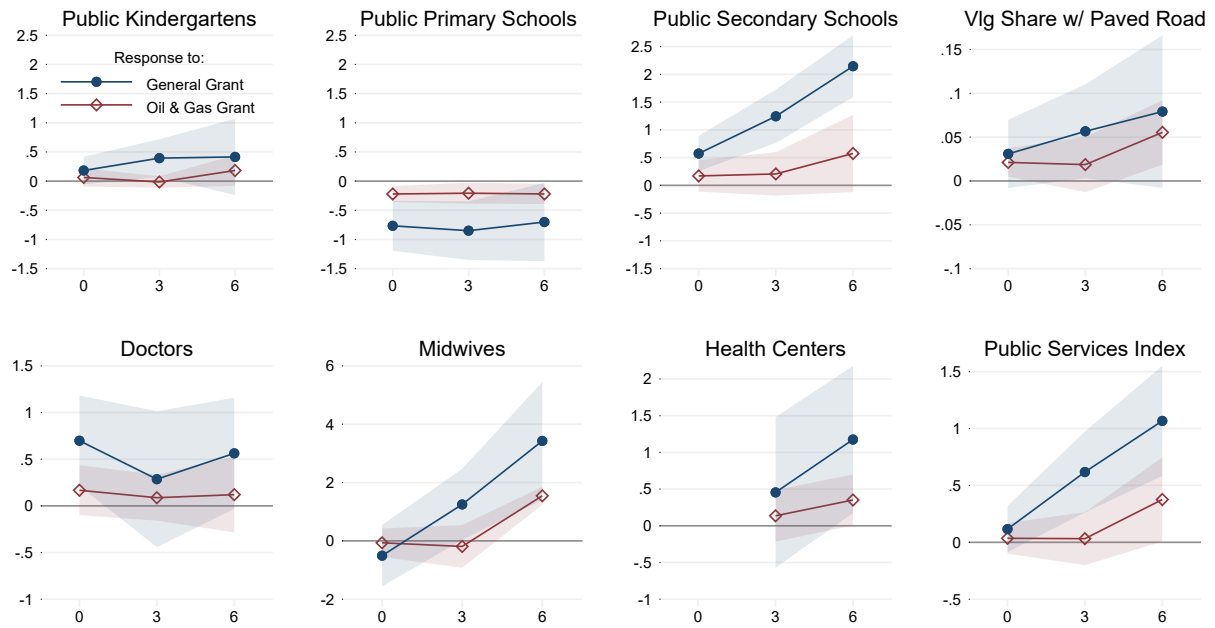 Public Kindergartens
2.5
2
1.5
1
.5
0
-.5
-1
-1.5
0 3 6
Response to:
General Grant
Oil & Gas Grant
Public Primary Schools
2.5
2
1.5
1
.5
0
-.5
-1
-1.5
0 3 6
Public Secondary Schools
2.5
2
1.5
1
.5
0
-.5
-1
-1.5
0 3 6
Vlg Share w/ Paved Road
.15
.1
.05
0
-.05
-.1
0 3 6
Doctors
1.5
1
.5
0
-.5
-1
0 3 6
Midwives
6
4
2
0
-2
0 3 6
Health Centers
2
1.5
1
.5
0
-.5
-1
0 3 6
Public Services Index
1.5
1
.5
0
-.5
0 3 6